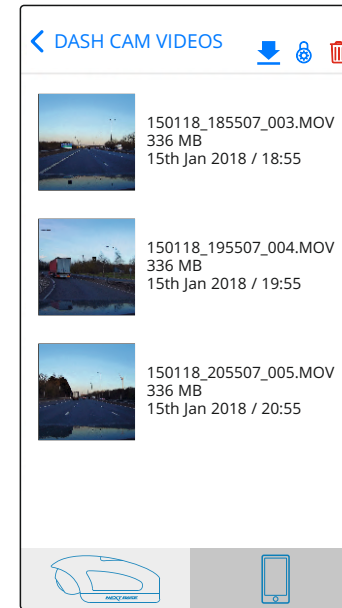 DASH CAM VIDEOS
150118_185507_003.MOV
336 MB
15th Jan 2018 / 18:55
150118_195507_004.MOV
336 MB
15th Jan 2018 / 19:55
150118_205507_005.MOV
336 MB
15th Jan 2018 / 20:55
NEXTBASE